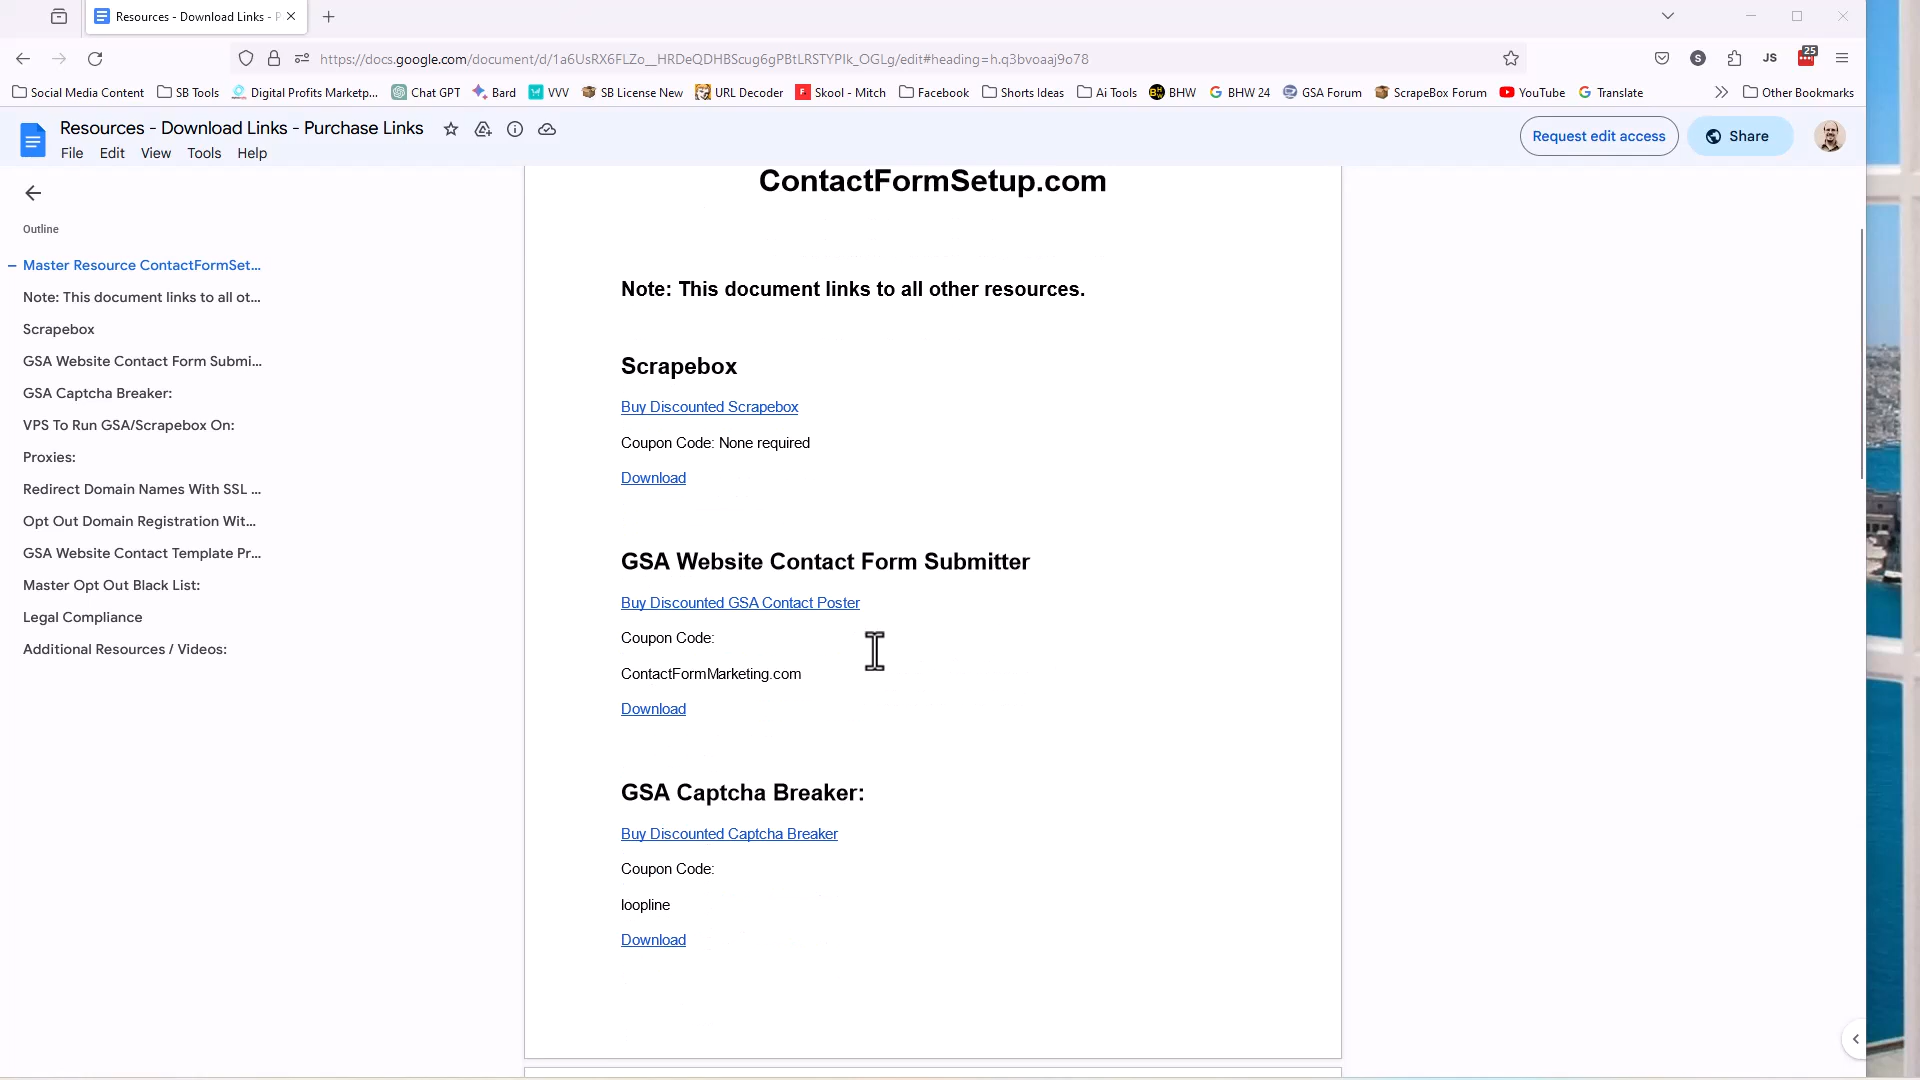 Resources - Download Links - P
25
https://docs.google.com/document/d/1a6UsRX6FLZo__HRDeQDHBScug6gPBtLRSTYPIk_OGLg/edit#heading=h.q3bvoaaj9o78
S
JS
Social Media Content
SB Tools
Digital Profits Marketp...
Chat GPT
Bard
VVV
SB License New
URL Decoder
Skool - Mitch
Facebook
Shorts Ideas
Ai Tools
BHW
BHW 24
GSA Forum
ScrapeBox Forum
YouTube
Translate
Other Bookmarks
Resources - Download Links - Purchase Links
File Edit View Tools Help
Request edit access
Share
Outline
Master Resource ContactFormSet...
Note: This document links to all ot...
Scrapebox
GSA Website Contact Form Submi...
GSA Captcha Breaker:
VPS To Run GSA/Scrapebox On:
Proxies:
Redirect Domain Names With SSL ...
Opt Out Domain Registration Wit...
GSA Website Contact Template Pr...
Master Opt Out Black List:
Legal Compliance
Additional Resources / Videos:
ContactFormSetup.com
Note: This document links to all other resources.
Scrapebox
Buy Discounted Scrapebox
Coupon Code: None required
Download
GSA Website Contact Form Submitter
Buy Discounted GSA Contact Poster
Coupon Code:
ContactFormMarketing.com
Download
GSA Captcha Breaker:
Buy Discounted Captcha Breaker
Coupon Code:
loopline
Download